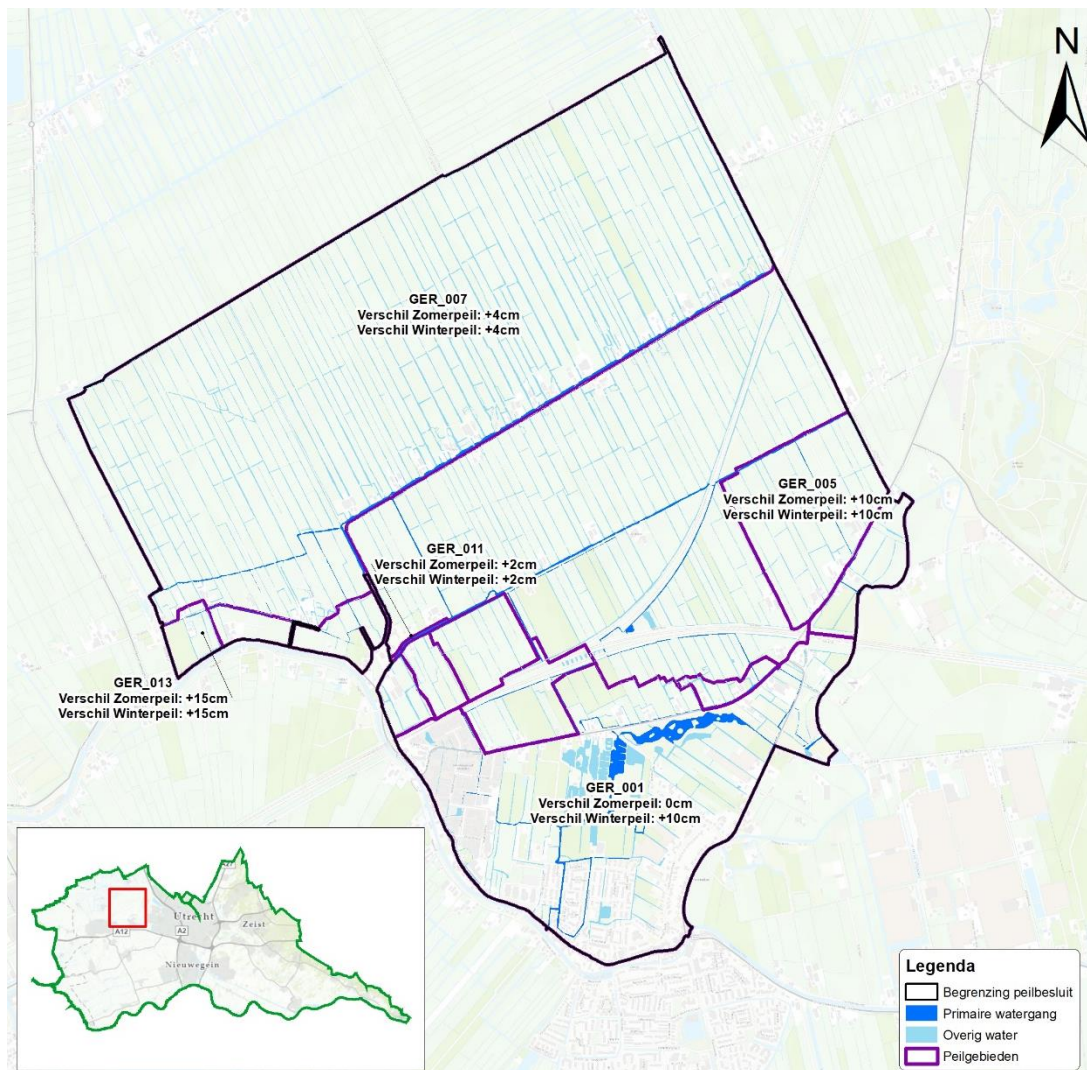 N
GER_007
Verschil Zomerpeil: +4cm
Verschil Winterpeil: +4cm
GER_005
Verschil Zomerpeil: +10cm
Verschil Winterpeil: +10cm
GER_011
Verschil Zomerpeil: +2cm
Verschil Winterpeil: +2cm
GER_013
Verschil Zomerpeil: +15cm
Verschil Winterpeil: +15cm
GER_001
Verschil Zomerpeil: 0cm
Verschil Winterpeil: +10cm
A27
Utrecht
Zeist
A12
A2
Nieuwegein
Legenda
Begrenzing peilbesluit
Primaire watergang
Overig water
Peilgebieden